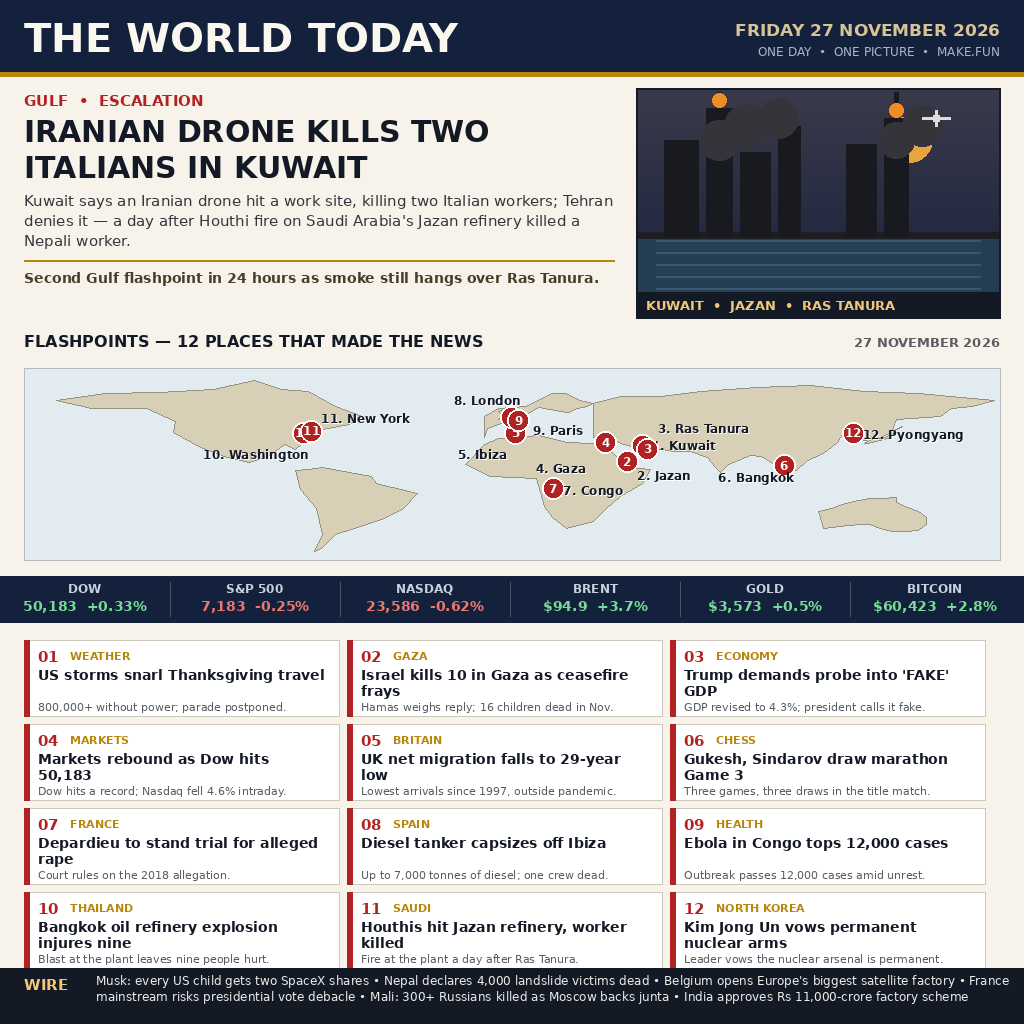 THE WORLD TODAY
FRIDAY 27 NOVEMBER 2026
ONE DAY • ONE PICTURE • MAKE.FUN
GULF • ESCALATION
IRANIAN DRONE KILLS TWO
ITALIANS IN KUWAIT
Kuwait says an Iranian drone hit a work site, killing two Italian workers; Tehran
denies it — a day after Houthi fire on Saudi Arabia's Jazan refinery killed a
Nepali worker.
Second Gulf flashpoint in 24 hours as smoke still hangs over Ras Tanura.
KUWAIT • JAZAN • RAS TANURA
FLASHPOINTS — 12 PLACES THAT MADE THE NEWS
27 NOVEMBER 2026
8. London
11. New York
9. Paris
3. Ras Tanura
12. Pyongyang
. Kuwait
10. Washington
5. Ibiza
4. Gaza
2. Jazan
6. Bangkok
7. Congo
11
9
5
4
3
2
12
6
7
DOW
50,183 +0.33%
S&P 500
7,183 -0.25%
NASDAQ
23,586 -0.62%
BRENT
$94.9 +3.7%
GOLD
$3,573 +0.5%
BITCOIN
$60,423 +2.8%
01 WEATHER
US storms snarl Thanksgiving travel
800,000+ without power; parade postponed.
02 GAZA
Israel kills 10 in Gaza as ceasefire
frays
Hamas weighs reply; 16 children dead in Nov.
03 ECONOMY
Trump demands probe into 'FAKE'
GDP
GDP revised to 4.3%; president calls it fake.
04 MARKETS
Markets rebound as Dow hits
50,183
Dow hits a record; Nasdaq fell 4.6% intraday.
05 BRITAIN
UK net migration falls to 29-year
low
Lowest arrivals since 1997, outside pandemic.
06 CHESS
Gukesh, Sindarov draw marathon
Game 3
Three games, three draws in the title match.
07 FRANCE
Depardieu to stand trial for alleged
rape
Court rules on the 2018 allegation.
08 SPAIN
Diesel tanker capsizes off Ibiza
Up to 7,000 tonnes of diesel; one crew dead.
09 HEALTH
Ebola in Congo tops 12,000 cases
Outbreak passes 12,000 cases amid unrest.
10 THAILAND
Bangkok oil refinery explosion
injures nine
Blast at the plant leaves nine people hurt.
11 SAUDI
Houthis hit Jazan refinery, worker
killed
Fire at the plant a day after Ras Tanura.
12 NORTH KOREA
Kim Jong Un vows permanent
nuclear arms
Leader vows the nuclear arsenal is permanent.
WIRE
Musk: every US child gets two SpaceX shares • Nepal declares 4,000 landslide victims dead • Belgium opens Europe's biggest satellite factory • France
mainstream risks presidential vote debacle • Mali: 300+ Russians killed as Moscow backs junta • India approves Rs 11,000-crore factory scheme